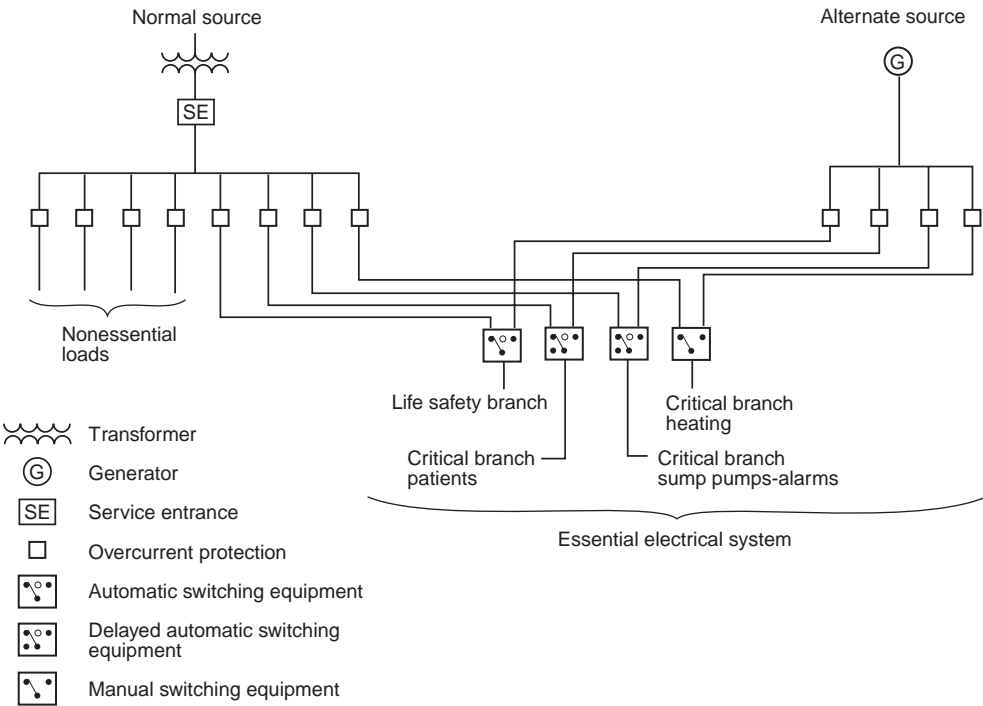 Normal source
Alternate source
G
SE
Nonessential
loads
Life safety branch
Critical branch
heating
Critical branch
patients
Critical branch
sump pumps-alarms
Essential electrical system
Transformer
G
Generator
SE
Service entrance
Overcurrent protection
Automatic switching equipment
Delayed automatic switching
equipment
Manual switching equipment